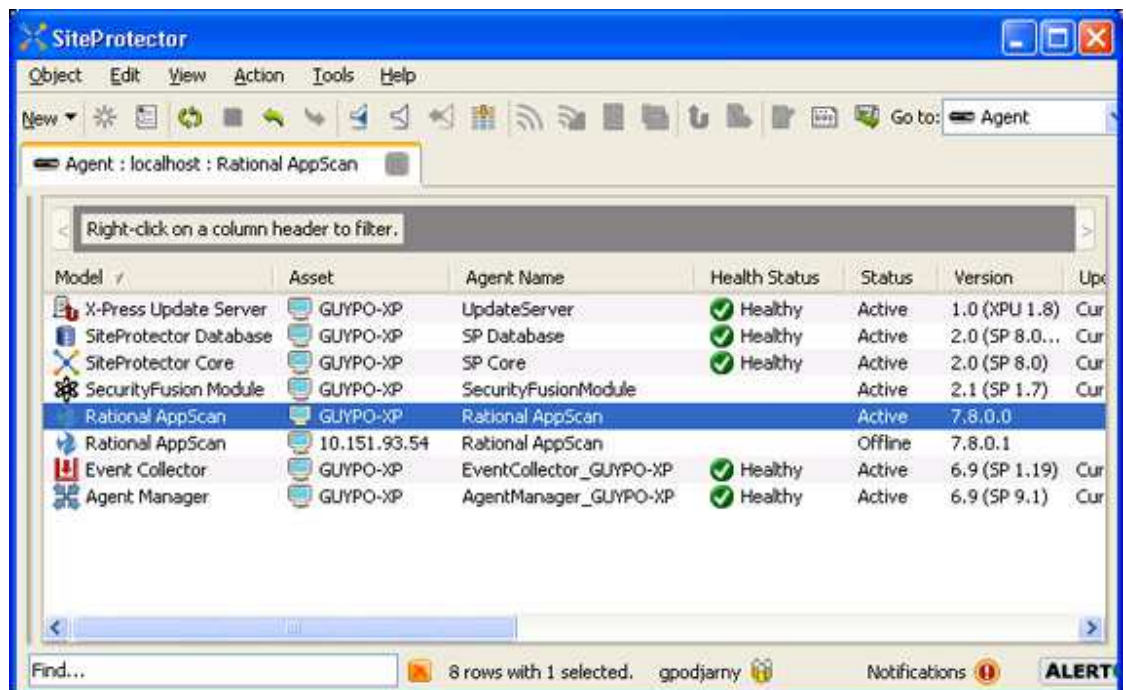 SiteProtector
Object Edit View Action Tools Help
New Go to: Agent
Agent : localhost : Rational AppScan
Right-click on a column header to filter.
Model Asset Agent Name Health Status Status Version
X-Press Update Server GUYPO-XP UpdateServer Healthy Active 1.0 (XPU 1.8) Cur
SiteProtector Database GUYPO-XP SP Database Healthy Active 2.0 (SP 8.0... Cur
SiteProtector Core GUYPO-XP SP Core Healthy Active 2.0 (SP 8.0) Cur
SecurityFusion Module GUYPO-XP SecurityFusionModule Active 2.1 (SP 1.7) Cur
Rational AppScan GUYPO-XP Rational AppScan Active 7.8.0.0
Rational AppScan 10.151.93.54 Rational AppScan Offline 7.8.0.1
Event Collector GUYPO-XP EventCollector_GUYPO-XP Healthy Active 6.9 (SP 1.19) Cur
Agent Manager GUYPO-XP AgentManager_GUYPO-XP Healthy Active 6.9 (SP 9.1) Cur
Find... 8 rows with 1 selected. gpodjarny Notifications ALERT